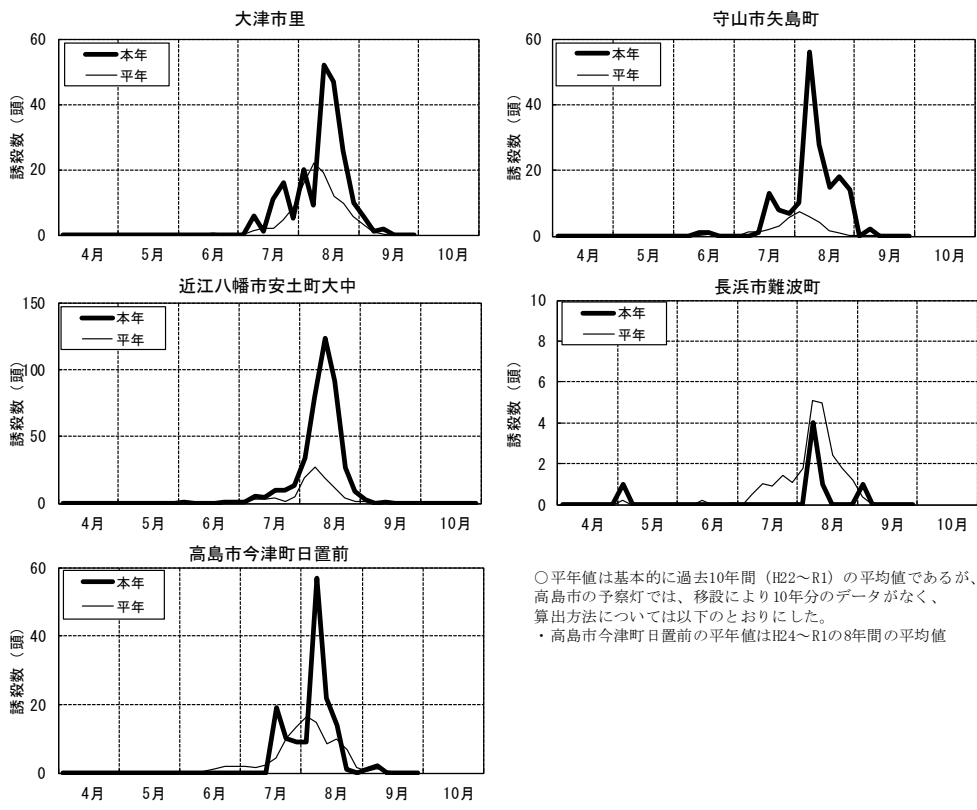 大津市里
60
40
20
0
誘殺数（頭）
本年
平年
4月 5月 6月 7月 8月 9月 10月
守山市矢島町
60
40
20
0
誘殺数（頭）
本年
平年
4月 5月 6月 7月 8月 9月 10月
近江八幡市安土町大中
150
100
50
0
誘殺数（頭）
本年
平年
4月 5月 6月 7月 8月 9月 10月
長浜市難波町
10
8
6
4
2
0
誘殺数（頭）
本年
平年
4月 5月 6月 7月 8月 9月 10月
高島市今津町日置前
60
40
20
0
誘殺数（頭）
本年
平年
4月 5月 6月 7月 8月 9月 10月
○平年値は基本的に過去10年間（H22～R1）の平均値であるが、
高島市の予察灯では、移設により10年分のデータがなく、
算出方法については以下のとおりにした。
・高島市今津町日置前の平年値はH24～R1の8年間の平均値